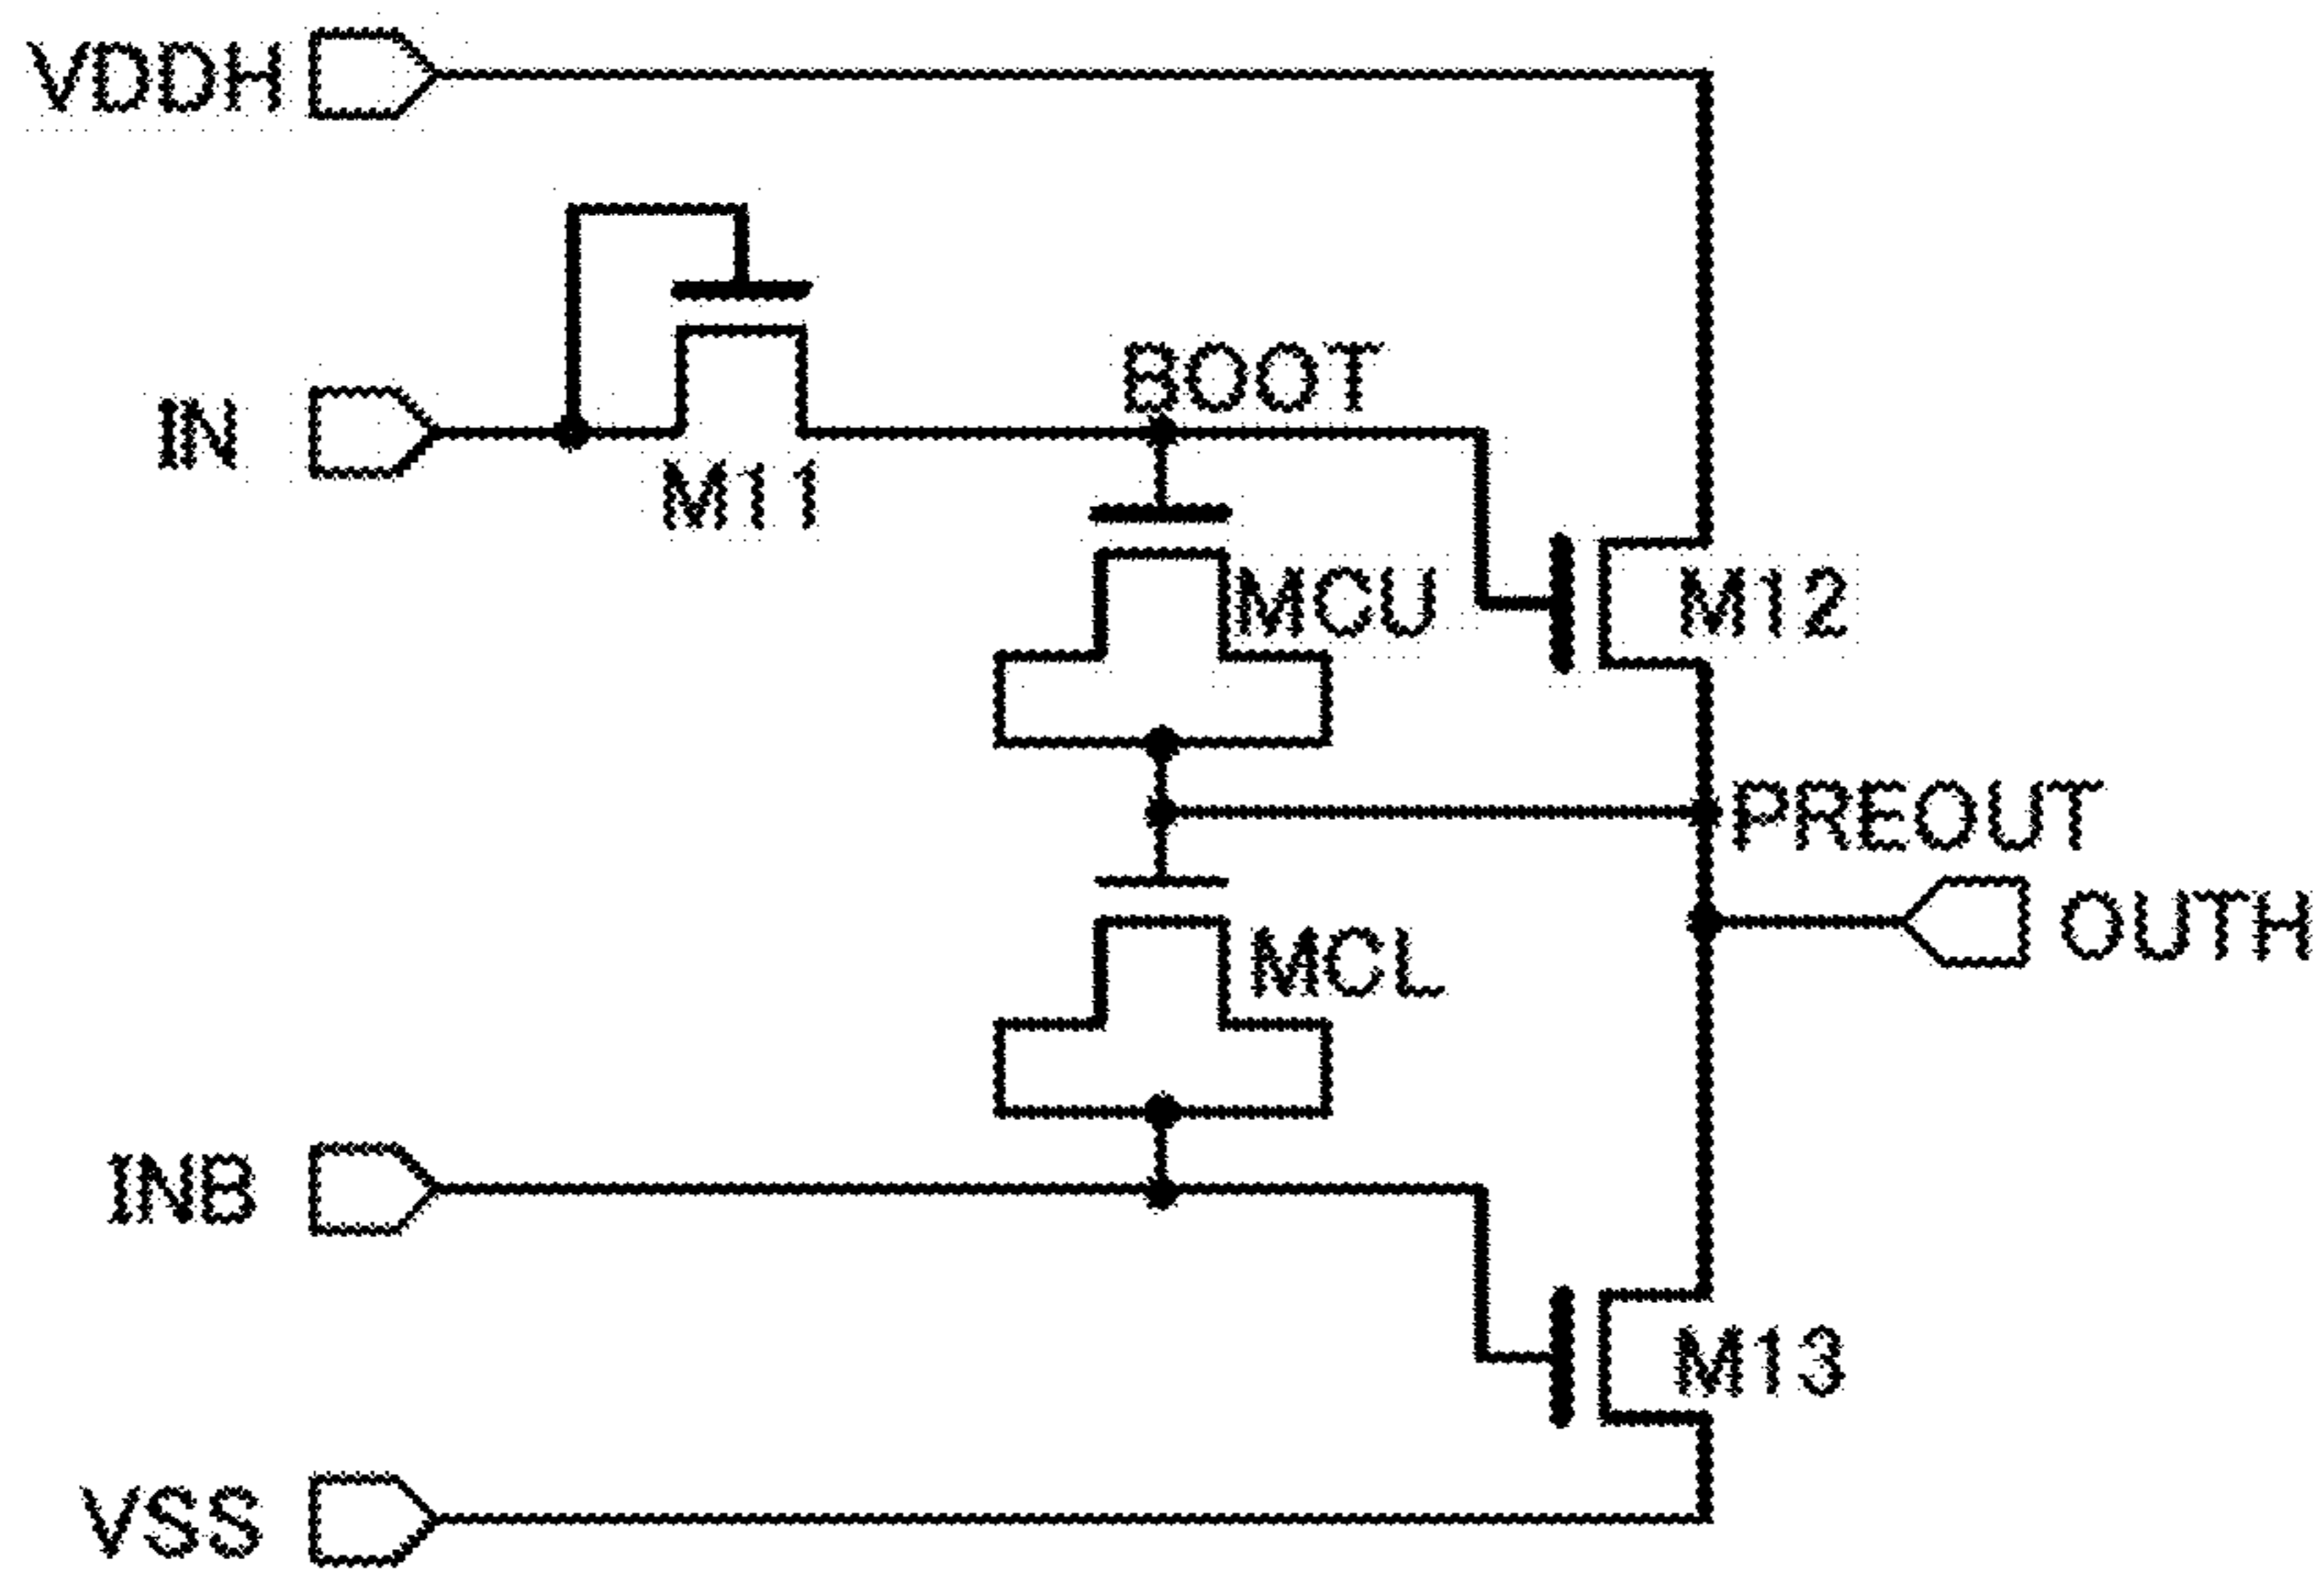 VDDH
BOOT
IN
M11
MCU
M12
PREOUT
OUTH
MCL
INB
M13
VSS